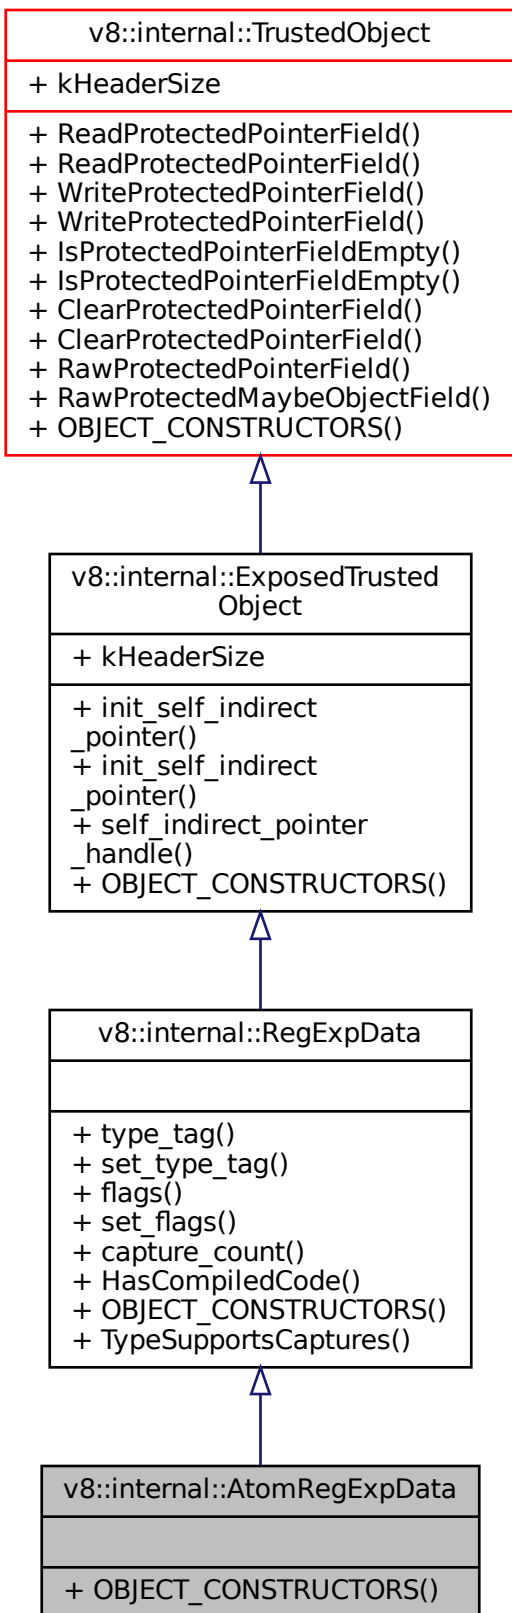 v8::internal::TrustedObject
+ kHeaderSize
+ ReadProtectedPointerField()
+ ReadProtectedPointerField()
+ WriteProtectedPointerField()
+ WriteProtectedPointerField()
+ IsProtectedPointerFieldEmpty()
+ IsProtectedPointerFieldEmpty()
+ ClearProtectedPointerField()
+ ClearProtectedPointerField()
+ RawProtectedPointerField()
+ RawProtectedMaybeObjectField()
+ OBJECT_CONSTRUCTORS()
v8::internal::ExposedTrusted
Object
+ kHeaderSize
+ init_self_indirect
_pointer()
+ init_self_indirect
_pointer()
+ self_indirect_pointer
_handle()
+ OBJECT_CONSTRUCTORS()
v8::internal::RegExpData
+ type_tag()
+ set_type_tag()
+ flags()
+ set_flags()
+ capture_count()
+ HasCompiledCode()
+ OBJECT_CONSTRUCTORS()
+ TypeSupportsCaptures()
v8::internal::AtomRegExpData
+ OBJECT_CONSTRUCTORS()